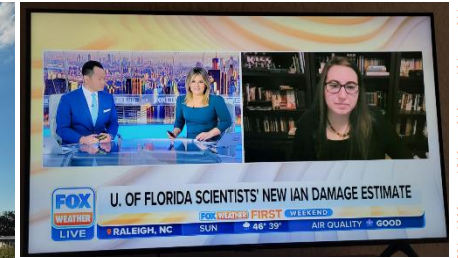 U. OF FLORIDA SCIENTISTS' NEW IAN DAMAGE ESTIMATE
FOX
WEATHER
LIVE
FOX WEATHER FIRST WEEKEND
RALEIGH, NC SUN 46° 39° AIR QUALITY GOOD